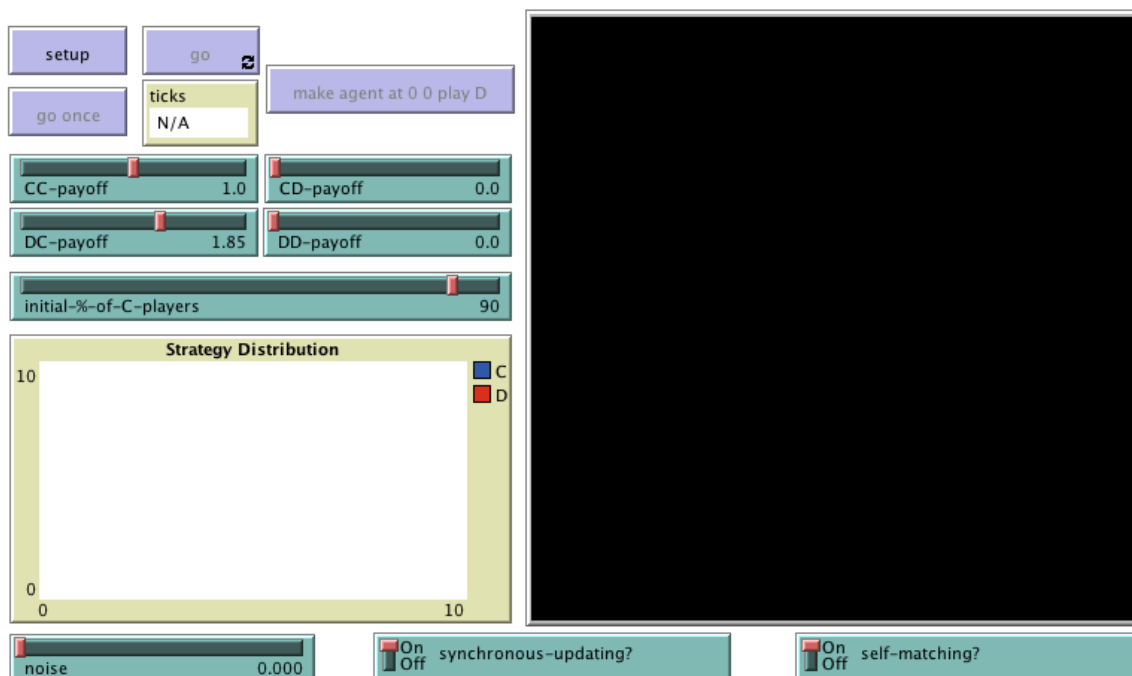 setup
go
make agent at 0 0 play D
go once
ticks
N/A
CC-payoff 1.0
CD-payoff 0.0
DC-payoff 1.85
DD-payoff 0.0
initial-%-of-C-players 90
Strategy Distribution
10
C
D
0
0 10
noise 0.000
On
Off
synchronous-updating?
On
Off
self-matching?